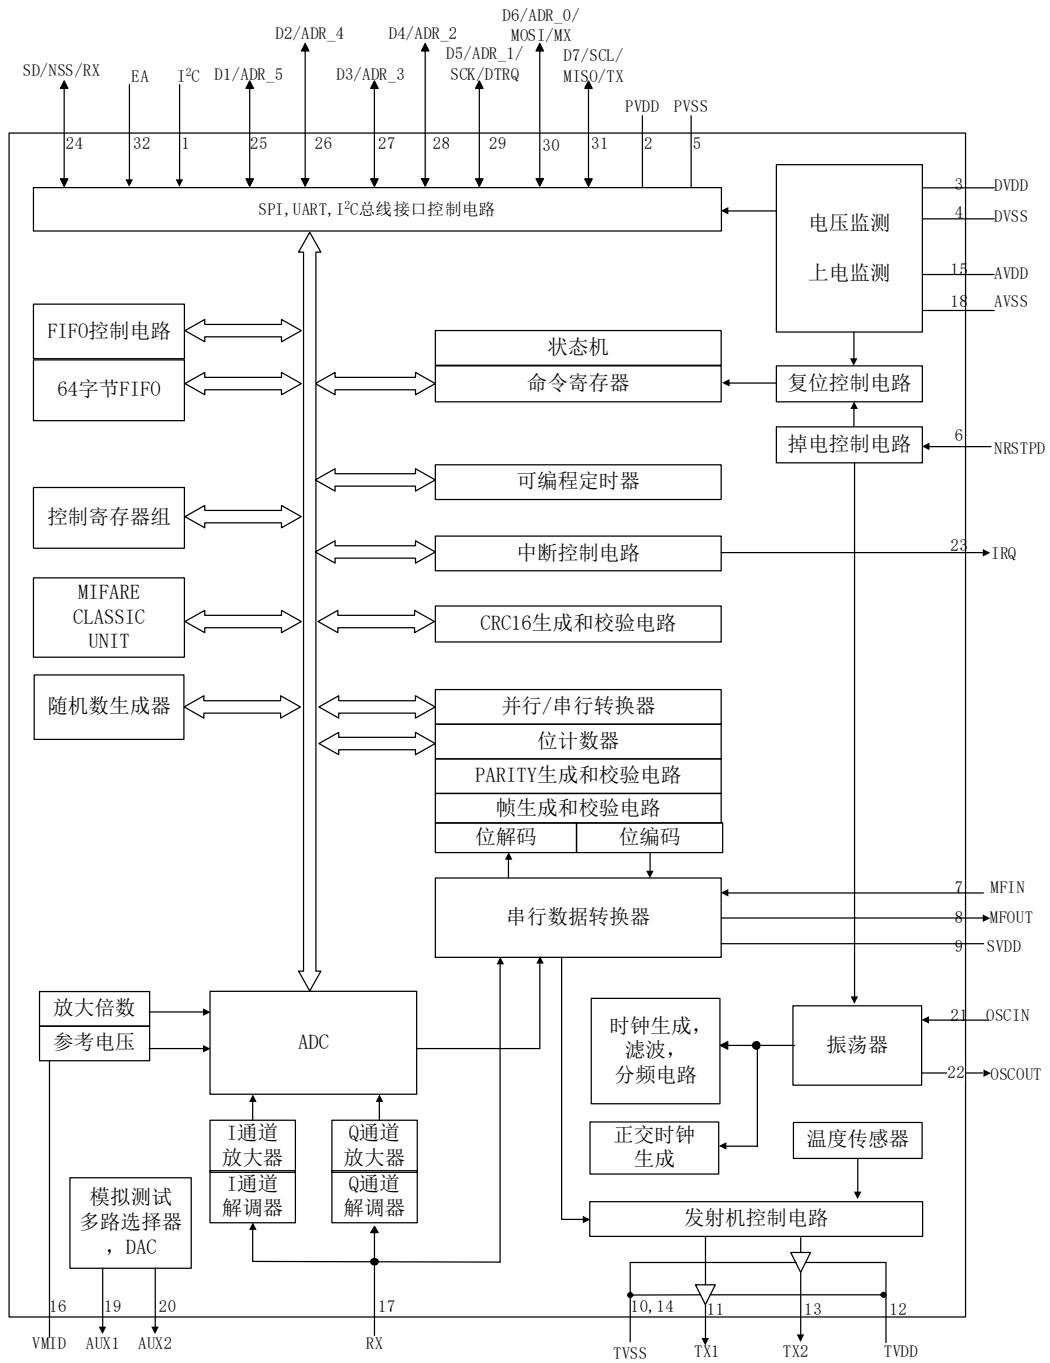 D6/ADR_0/
MOSI/MX
D2/ADR_4
D4/ADR_2
D5/ADR_1/
SCK/DTRQ
D7/SCL/
MISO/TX
SD/NSS/RX
EA
I²C
D1/ADR_5
D3/ADR_3
PVDD
PVSS
24
32
1
25
26
27
28
29
30
31
2
5
SPI,UART,I²C总线接口控制电路
电压监测
上电监测
3
DVDD
4
DVSS
15
AVDD
18
AVSS
FIFO控制电路
64字节FIFO
状态机
命令寄存器
复位控制电路
掉电控制电路
6
NRSTPD
可编程定时器
控制寄存器组
中断控制电路
23
IRQ
MIFARE
CLASSIC
UNIT
CRC16生成和校验电路
随机数生成器
并行/串行转换器
位计数器
PARITY生成和校验电路
帧生成和校验电路
位解码
位编码
串行数据转换器
7
MFIN
8
MFOUT
9
SVDD
放大倍数
参考电压
ADC
时钟生成,
滤波,
分频电路
振荡器
21
OSCIN
22
OSCOUT
I通道
放大器
I通道
解调器
Q通道
放大器
Q通道
解调器
正交时钟
生成
温度传感器
模拟测试
多路选择器
,DAC
发射机控制电路
16
19
20
17
10,14
11
13
12
VMID
AUX1
AUX2
RX
TVSS
TX1
TX2
TVDD